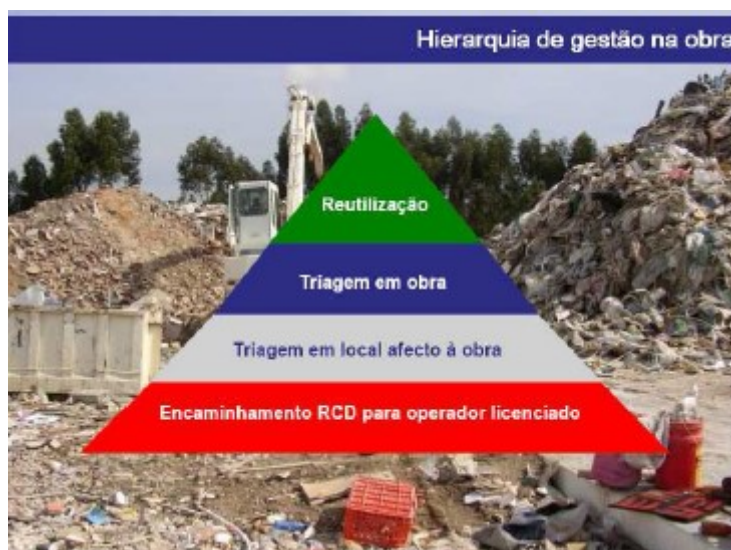 Hierarquia de gestão na obra
Reutilização
Triagem em obra
Triagem em local afecto à obra
Encaminhamento RCD para operador licenciado